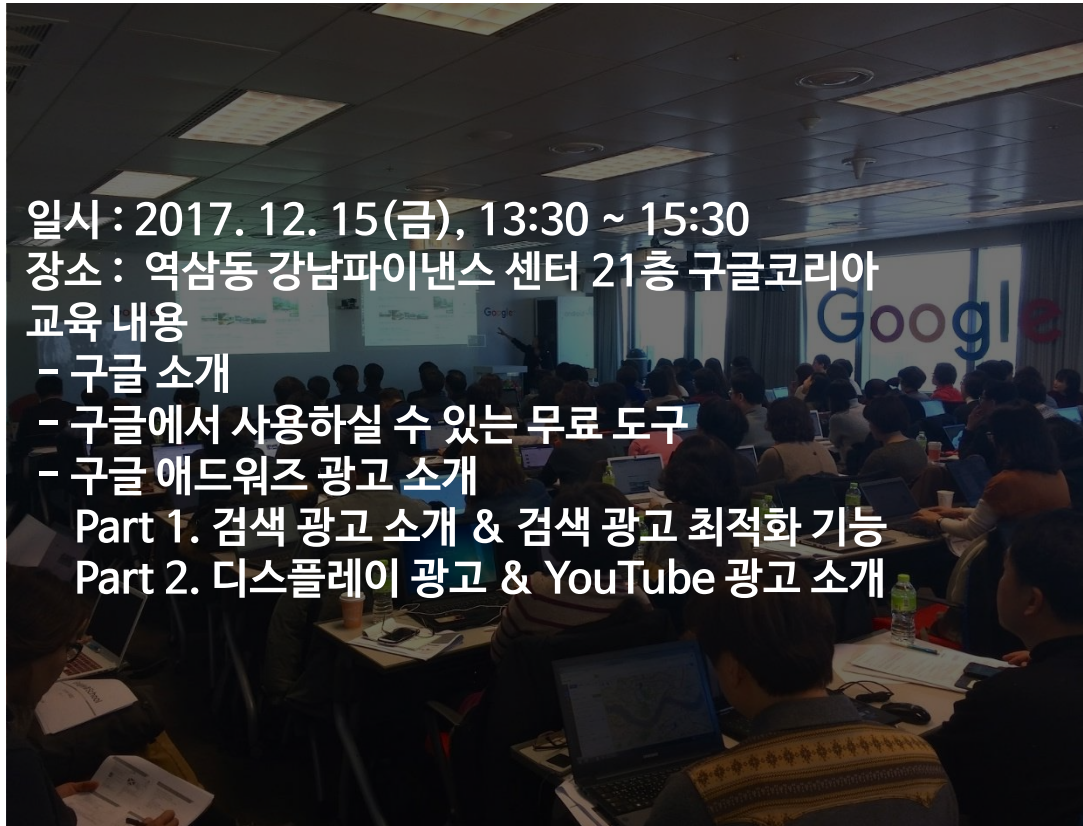 일시 : 2017. 12. 15(금), 13:30 ~ 15:30
장소 :  역삼동 강남파이낸스 센터 21층 구글코리아
교육 내용
- 구글 소개
- 구글에서 사용하실 수 있는 무료 도구
- 구글 애드워즈 광고 소개
Part 1. 검색 광고 소개 & 검색 광고 최적화 기능
Part 2. 디스플레이 광고 & YouTube 광고 소개
Google
Google